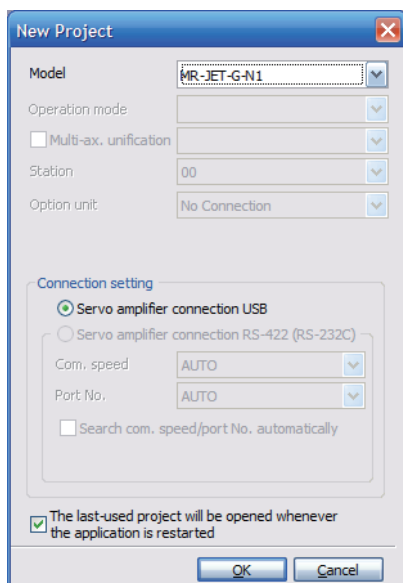 New Project
Model
MR-JET-G-N1
Operation mode
Multi-ax. unification
Station
00
Option unit
No Connection
Connection setting
Servo amplifier connection USB
Servo amplifier connection RS-422 (RS-232C)
Com. speed
AUTO
Port No.
AUTO
Search com. speed/port No. automatically
The last-used project will be opened whenever
the application is restarted
OK
Cancel